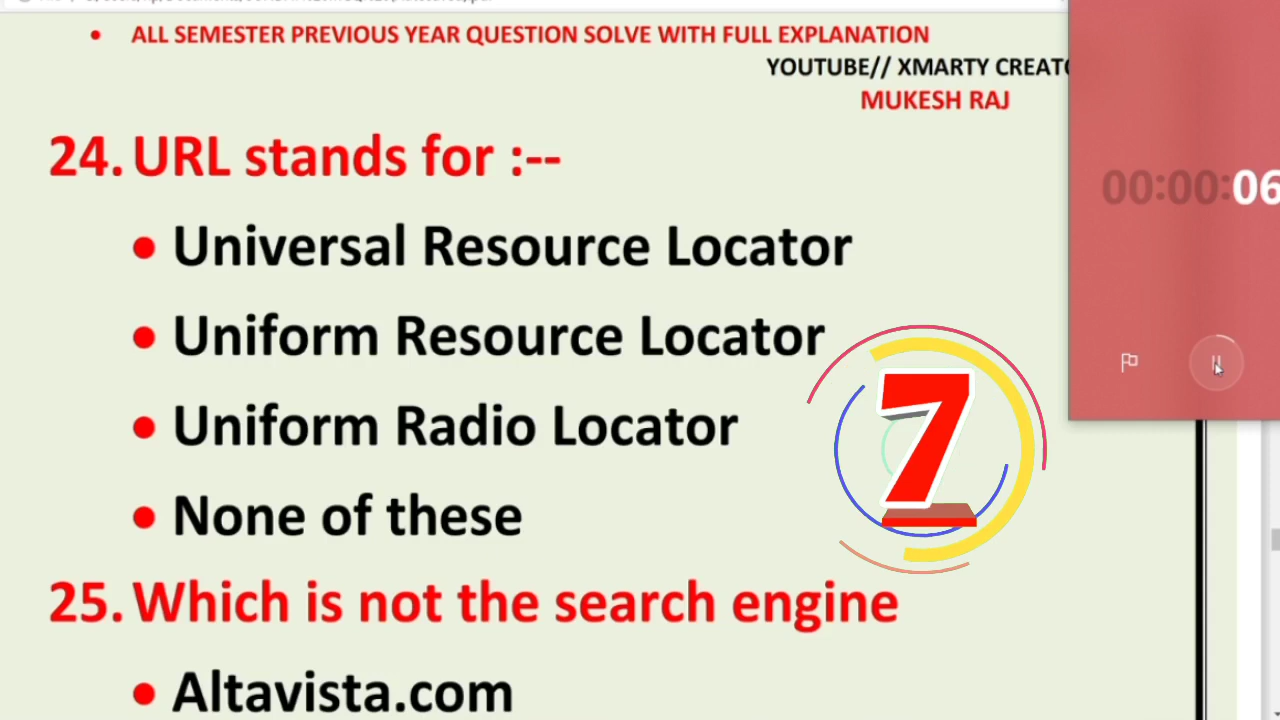 • ALL SEMESTER PREVIOUS YEAR QUESTION SOLVE WITH FULL EXPLANATION
YOUTUBE// XMARTY CREATO
MUKESH RAJ
00:00:06
24. URL stands for :--
• Universal Resource Locator
• Uniform Resource Locator
• Uniform Radio Locator
• None of these
7
25. Which is not the search engine
• Altavista.com